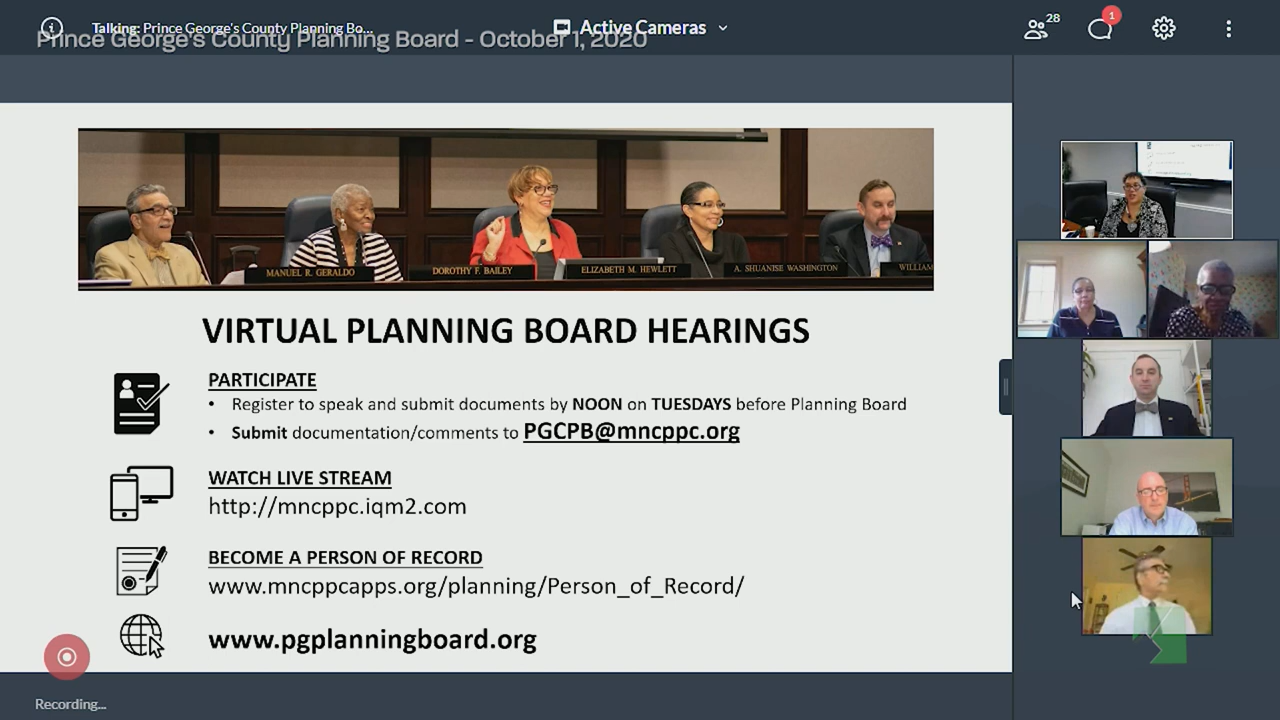 Talking: Prince George's County Planning Bo...
Active Cameras
28
1
Prince George's County Planning Board - October 1, 2020
MANUEL R. GERALDO
DOROTHY F. BAILEY
ELIZABETH M. HEWLETT
A. SHUANISE WASHINGTON
WILLIAM
VIRTUAL PLANNING BOARD HEARINGS
PARTICIPATE
• Register to speak and submit documents by NOON on TUESDAYS before Planning Board
• Submit documentation/comments to PGCPB@mncppc.org
WATCH LIVE STREAM
http://mncppc.iqm2.com
BECOME A PERSON OF RECORD
www.mncppcapps.org/planning/Person_of_Record/
www.pgplanningboard.org
Recording...